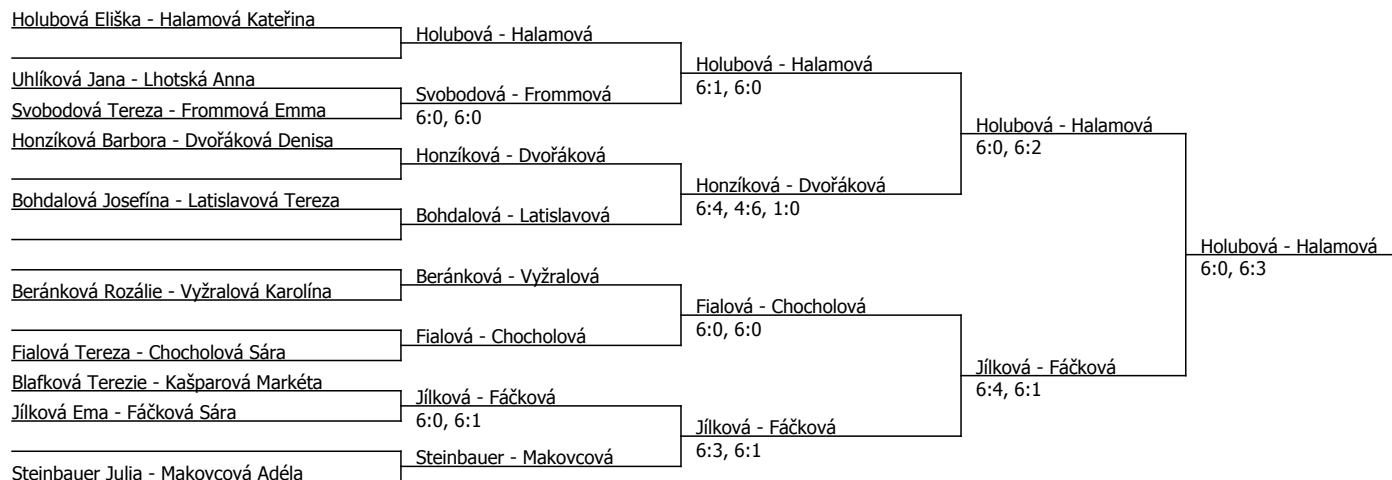 Holubová Eliška - Halamová Kateřina
Holubová - Halamová
Holubová - Halamová
6:1, 6:0
Uhlíková Jana - Lhotská Anna
Svobodová - Frommová
6:0, 6:0
Svobodová Tereza - Frommová Emma
Holubová - Halamová
6:0, 6:2
Honzíková Barbora - Dvořáková Denisa
Honzíková - Dvořáková
Honzíková - Dvořáková
6:4, 4:6, 1:0
Bohdalová Josefína - Latislavová Tereza
Bohdalová - Latislavová
Holubová - Halamová
6:0, 6:3
Beránková - Vyžralová
Beránková Rozálie - Vyžralová Karolína
Fialová - Chocholová
6:0, 6:0
Fialová - Chocholová
Fialová Tereza - Chocholová Sára
Jílková - Fáčková
6:4, 6:1
Blafková Terezie - Kašparová Markéta
Jílková - Fáčková
6:0, 6:1
Jílková Ema - Fáčková Sára
Jílková - Fáčková
6:3, 6:1
Steinbauer - Makovcová
Steinbauer Julia - Makovcová Adéla